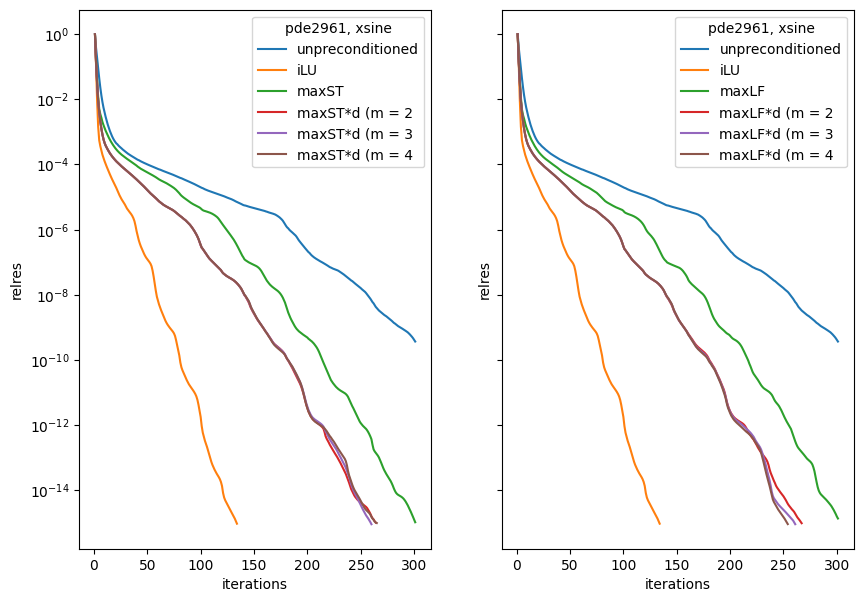 pde2961, xsine
unpreconditioned
iLU
maxST
maxST*d (m = 2
maxST*d (m = 3
maxST*d (m = 4
relres
10^0
10^-2
10^-4
10^-6
10^-8
10^-10
10^-12
10^-14
0 50 100 150 200 250 300
iterations
pde2961, xsine
unpreconditioned
iLU
maxLF
maxLF*d (m = 2
maxLF*d (m = 3
maxLF*d (m = 4
relres
0 50 100 150 200 250 300
iterations